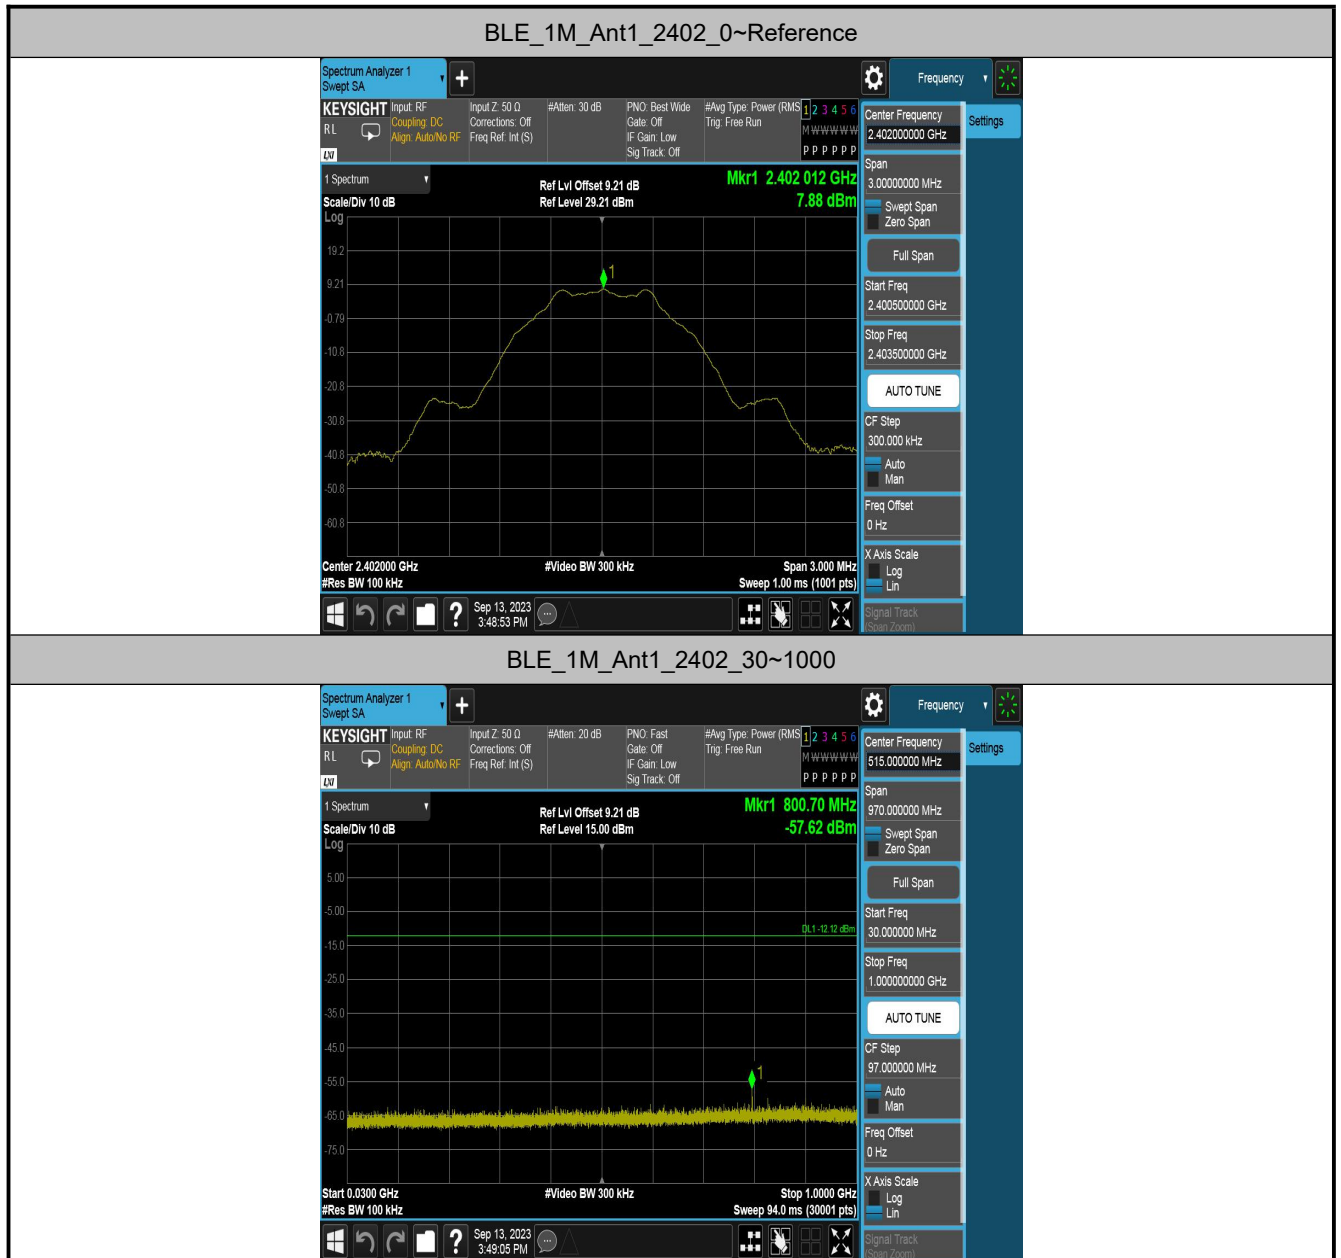 BLE_1M_Ant1_2402_0~Reference
Spectrum Analyzer 1
Swept SA
Frequency
KEYSIGHT
RL
LXI
Input: RF
Coupling: DC
Align: Auto/No RF
Input Z: 50 Ω
Corrections: Off
Freq Ref: Int (S)
#Atten: 30 dB
PNO: Best Wide
Gate: Off
IF Gain: Low
Sig Track: Off
#Avg Type: Power (RMS
Trig: Free Run
1 2 3 4 5 6
M W W W W W
P P P P P P
Center Frequency
2.402000000 GHz
Settings
Span
3.00000000 MHz
Swept Span
Zero Span
Full Span
Start Freq
2.400500000 GHz
Stop Freq
2.403500000 GHz
AUTO TUNE
CF Step
300.000 kHz
Auto
Man
Freq Offset
0 Hz
X Axis Scale
Log
Lin
Signal Track
(Span Zoom)
1 Spectrum
Scale/Div 10 dB
Ref Lvl Offset 9.21 dB
Ref Level 29.21 dBm
Mkr1 2.402 012 GHz
7.88 dBm
Log
19.2
9.21
-0.79
-10.8
-20.8
-30.8
-40.8
-50.8
-60.8
1
Center 2.402000 GHz
#Res BW 100 kHz
#Video BW 300 kHz
Span 3.000 MHz
Sweep 1.00 ms (1001 pts)
?
Sep 13, 2023
3:48:53 PM
BLE_1M_Ant1_2402_30~1000
Spectrum Analyzer 1
Swept SA
Frequency
KEYSIGHT
RL
LXI
Input: RF
Coupling: DC
Align: Auto/No RF
Input Z: 50 Ω
Corrections: Off
Freq Ref: Int (S)
#Atten: 20 dB
PNO: Fast
Gate: Off
IF Gain: Low
Sig Track: Off
#Avg Type: Power (RMS
Trig: Free Run
1 2 3 4 5 6
M W W W W W
P P P P P P
Center Frequency
515.000000 MHz
Settings
Span
970.000000 MHz
Swept Span
Zero Span
Full Span
Start Freq
30.000000 MHz
Stop Freq
1.000000000 GHz
AUTO TUNE
CF Step
97.000000 MHz
Auto
Man
Freq Offset
0 Hz
X Axis Scale
Log
Lin
Signal Track
(Span Zoom)
1 Spectrum
Scale/Div 10 dB
Ref Lvl Offset 9.21 dB
Ref Level 15.00 dBm
Mkr1 800.70 MHz
-57.62 dBm
Log
5.00
-5.00
-15.0
-25.0
-35.0
-45.0
-55.0
-65.0
-75.0
DL1 -12.12 dBm
1
Start 0.0300 GHz
#Res BW 100 kHz
#Video BW 300 kHz
Stop 1.0000 GHz
Sweep 94.0 ms (30001 pts)
?
Sep 13, 2023
3:49:05 PM